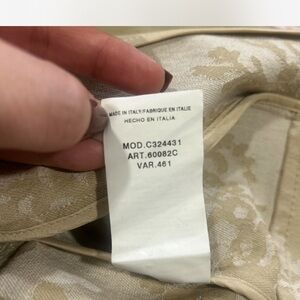 MADE IN ITALY/FABRIQUE EN ITALIE
HECHO EN ITALIA
MOD.C324431
ART.60082C
VAR.461